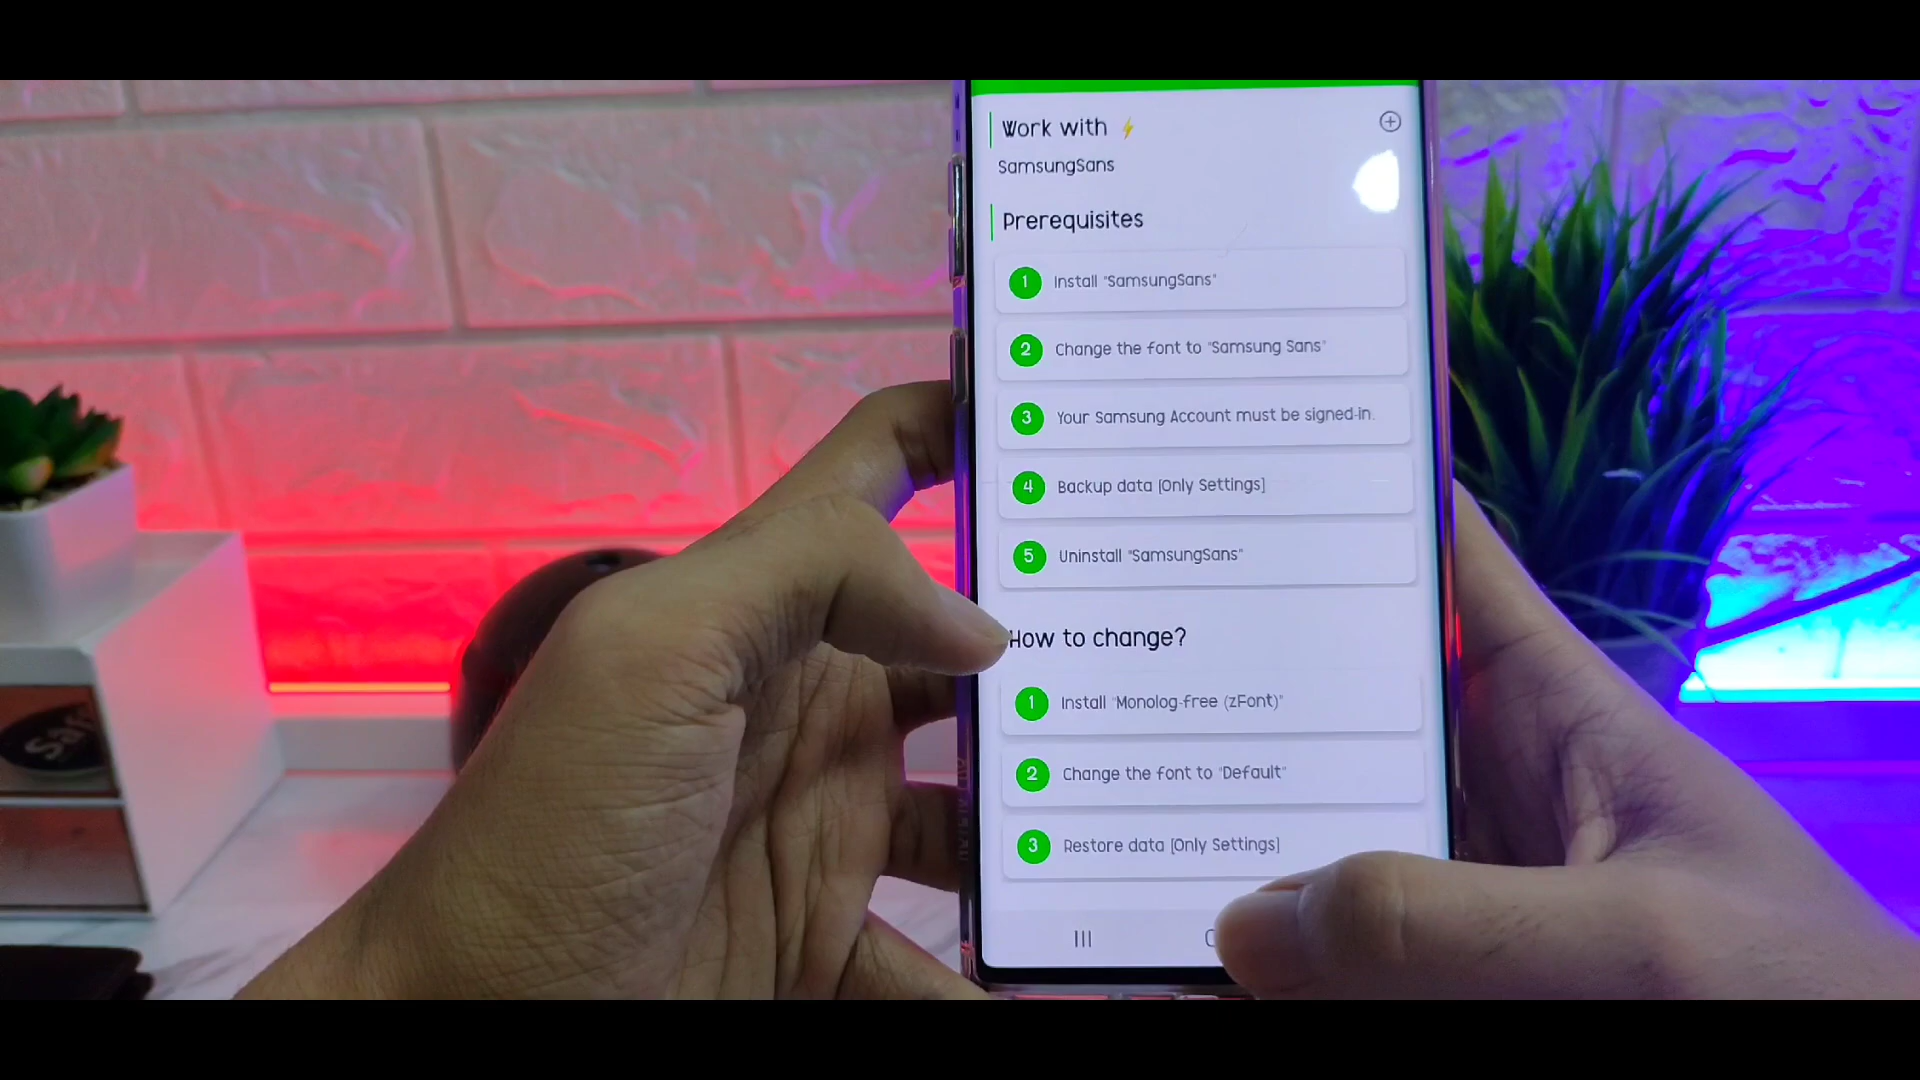 Work with ⚡
SamsungSans
Prerequisites
1 Install "SamsungSans"
2 Change the font to "Samsung Sans"
3 Your Samsung Account must be signed-in.
4 Backup data [Only Settings]
5 Uninstall "SamsungSans"
How to change?
1 Install "Monolog-free (zFont)"
2 Change the font to "Default"
3 Restore data [Only Settings]